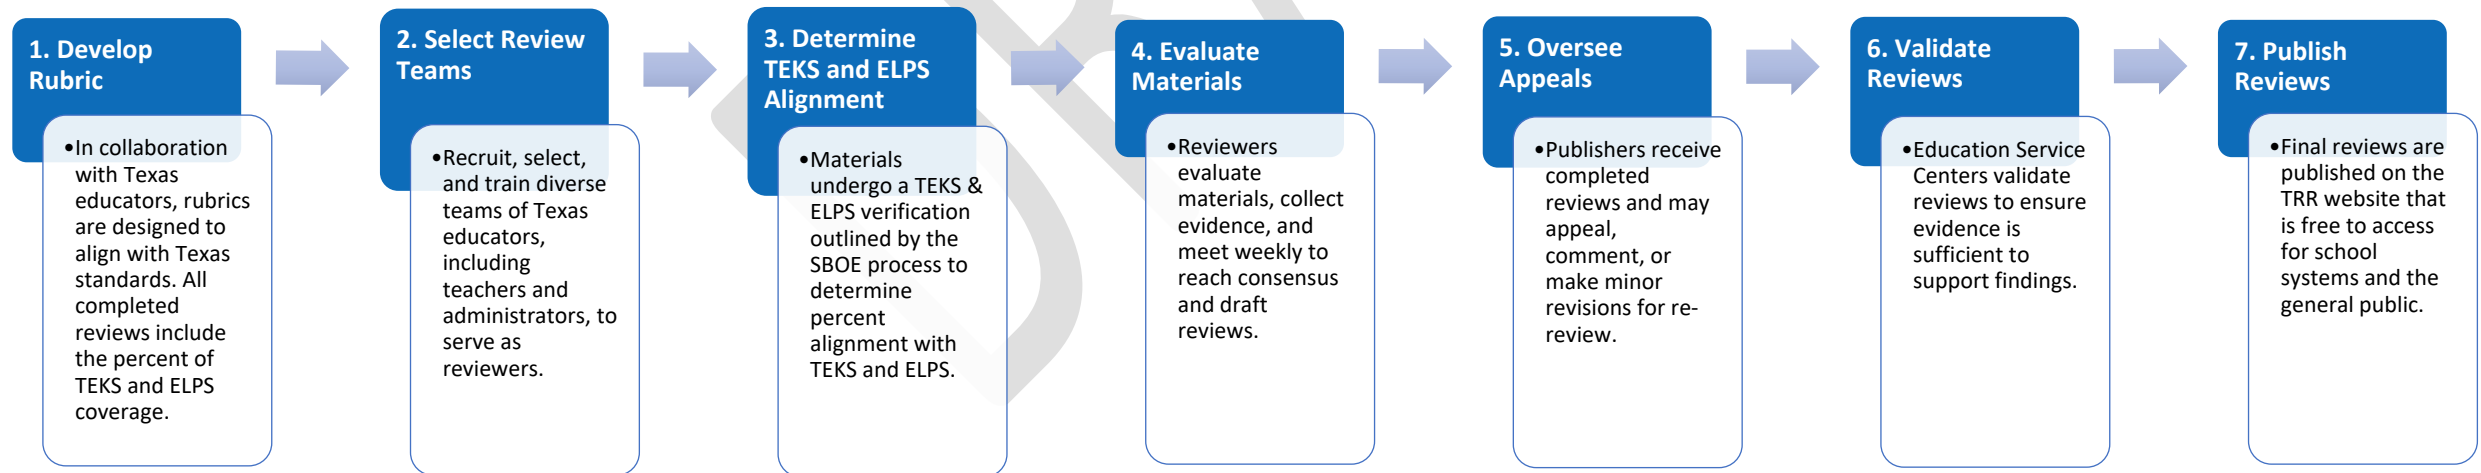 1. Develop
Rubric
•In collaboration
with Texas
educators, rubrics
are designed to
align with Texas
standards. All
completed
reviews include
the percent of
TEKS and ELPS
coverage.
2. Select Review
Teams
•Recruit, select,
and train diverse
teams of Texas
educators,
including
teachers and
administrators, to
serve as
reviewers.
3. Determine
TEKS and ELPS
Alignment
•Materials
undergo a TEKS &
ELPS verification
outlined by the
SBOE process to
determine
percent
alignment with
TEKS and ELPS.
4. Evaluate
Materials
•Reviewers
evaluate
materials, collect
evidence, and
meet weekly to
reach consensus
and draft
reviews.
5. Oversee
Appeals
•Publishers receive
completed
reviews and may
appeal,
comment, or
make minor
revisions for re-
review.
6. Validate
Reviews
•Education Service
Centers validate
reviews to ensure
evidence is
sufficient to
support findings.
7. Publish
Reviews
•Final reviews are
published on the
TRR website that
is free to access
for school
systems and the
general public.